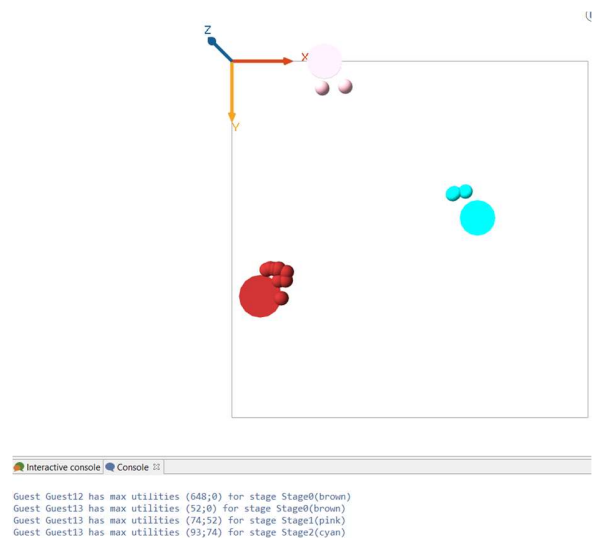 Z
X
Y
Interactive console Console
Guest Guest12 has max utilities (648;0) for stage Stage0(brown)
Guest Guest13 has max utilities (52;0) for stage Stage0(brown)
Guest Guest13 has max utilities (74;52) for stage Stage1(pink)
Guest Guest13 has max utilities (93;74) for stage Stage2(cyan)